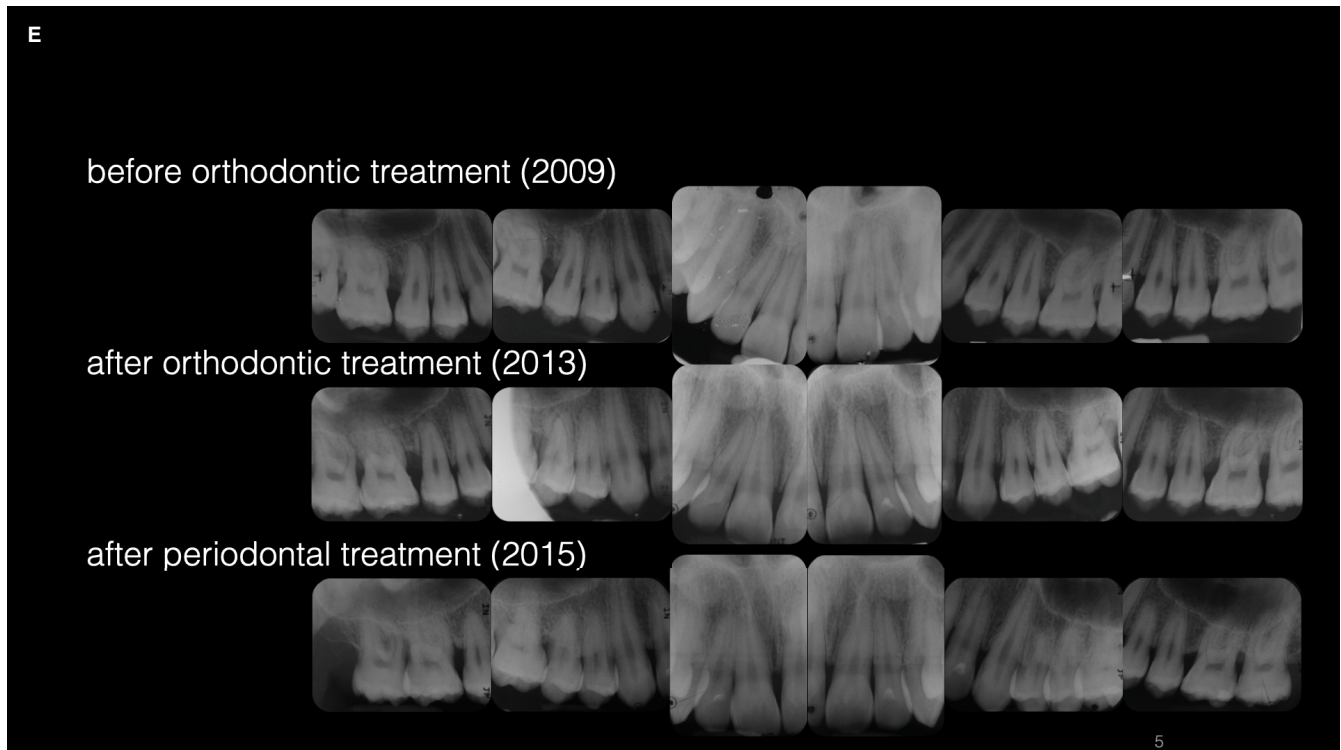 E
before orthodontic treatment (2009)
after orthodontic treatment (2013)
after periodontal treatment (2015)
5